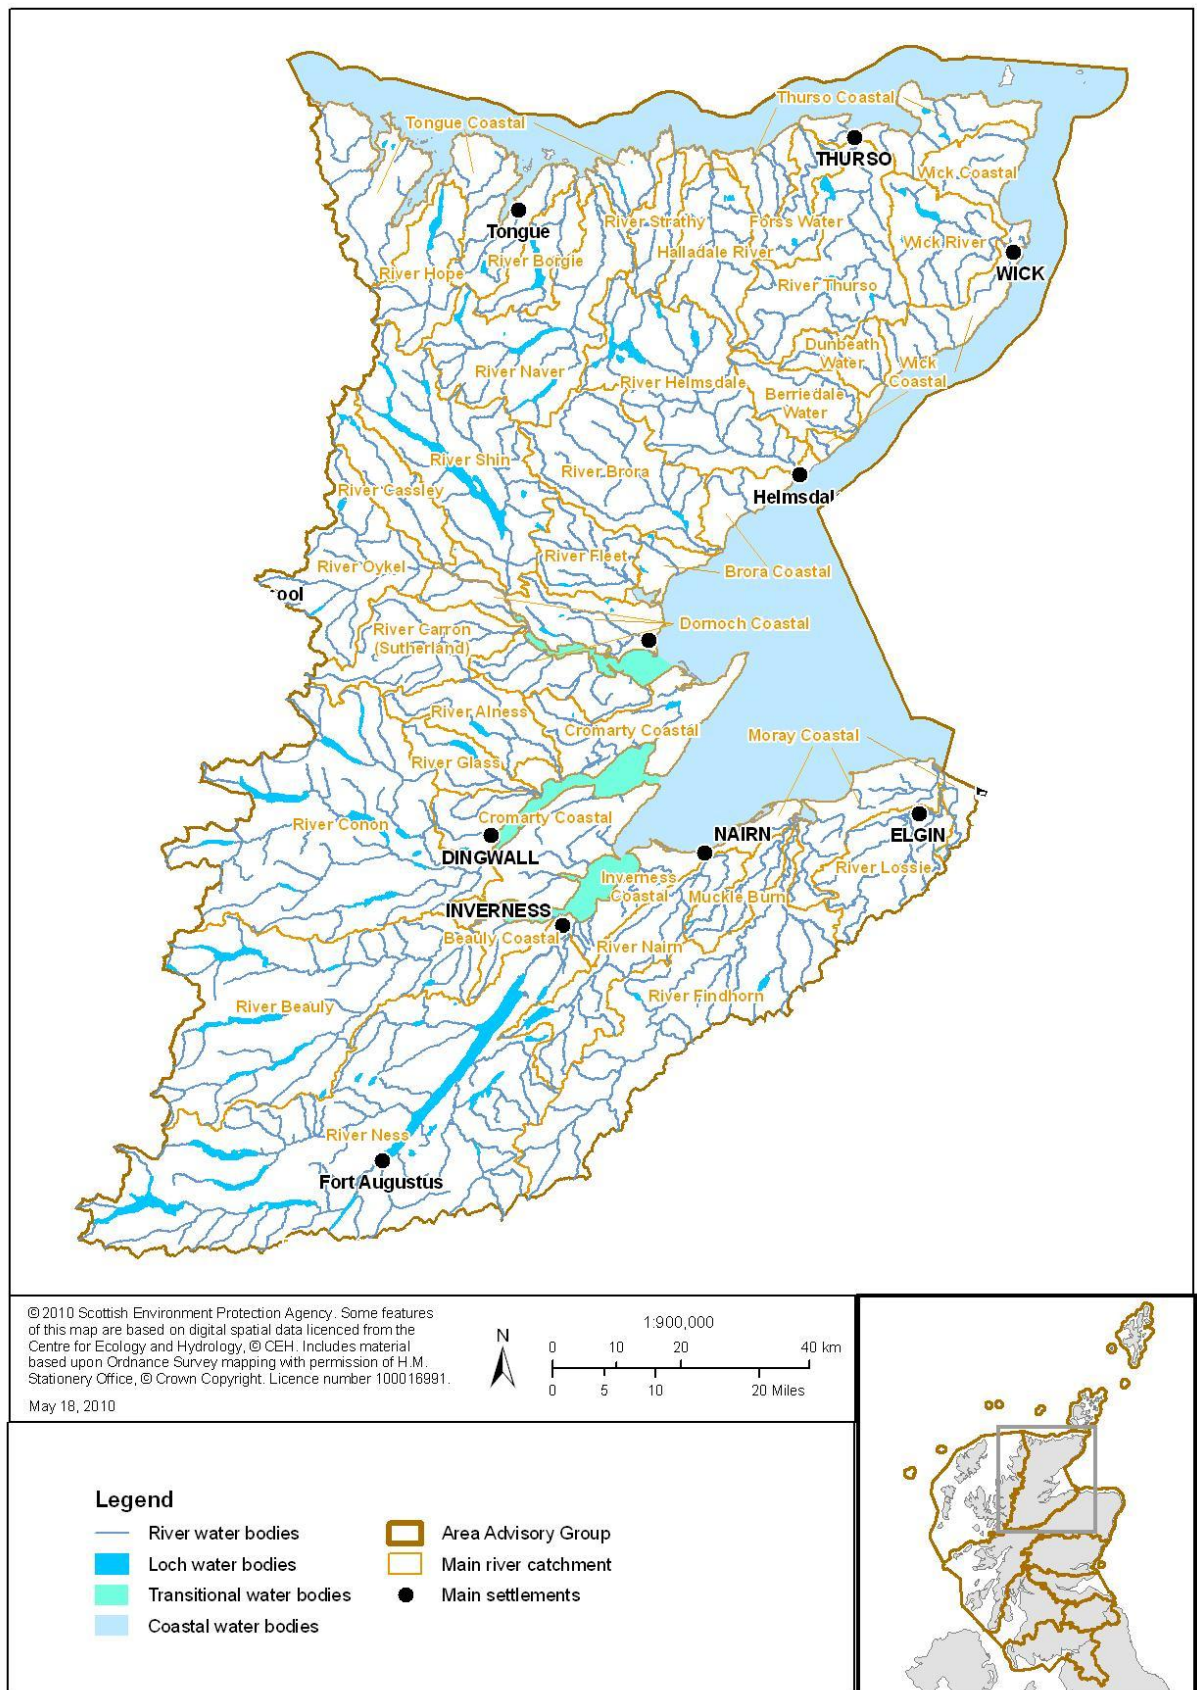 Thurso Coastal
Tongue Coastal
THURSO
Wick Coastal
Tongue
River Strathy
Forss Water
Halladale River
Wick River
River Borgie
River Hope
WICK
River Thurso
Dunbeath
Water
Wick
Coastal
River Naver
River Helmsdale
Berriedale
Water
River Shin
River Brora
River Cassley
Helmsdal
River Fleet
River Oykel
Brora Coastal
ool
River Carron
(Sutherland)
Dornoch Coastal
River Alness
Cromarty Coastal
Moray Coastal
River Glass
River Conon
Cromarty Coastal
DINGWALL
NAIRN
ELGIN
River Lossie
Inverness
Coastal
Muckle Burn
INVERNESS
Beauly Coastal
River Nairn
River Beauly
River Findhorn
River Ness
Fort Augustus
© 2010 Scottish Environment Protection Agency. Some features
of this map are based on digital spatial data licenced from the
Centre for Ecology and Hydrology, © CEH. Includes material
based upon Ordnance Survey mapping with permission of H.M.
Stationery Office, © Crown Copyright. Licence number 100016991.
May 18, 2010
N
1:900,000
0 10 20 40 km
0 5 10 20 Miles
Legend
River water bodies
Loch water bodies
Transitional water bodies
Coastal water bodies
Area Advisory Group
Main river catchment
Main settlements